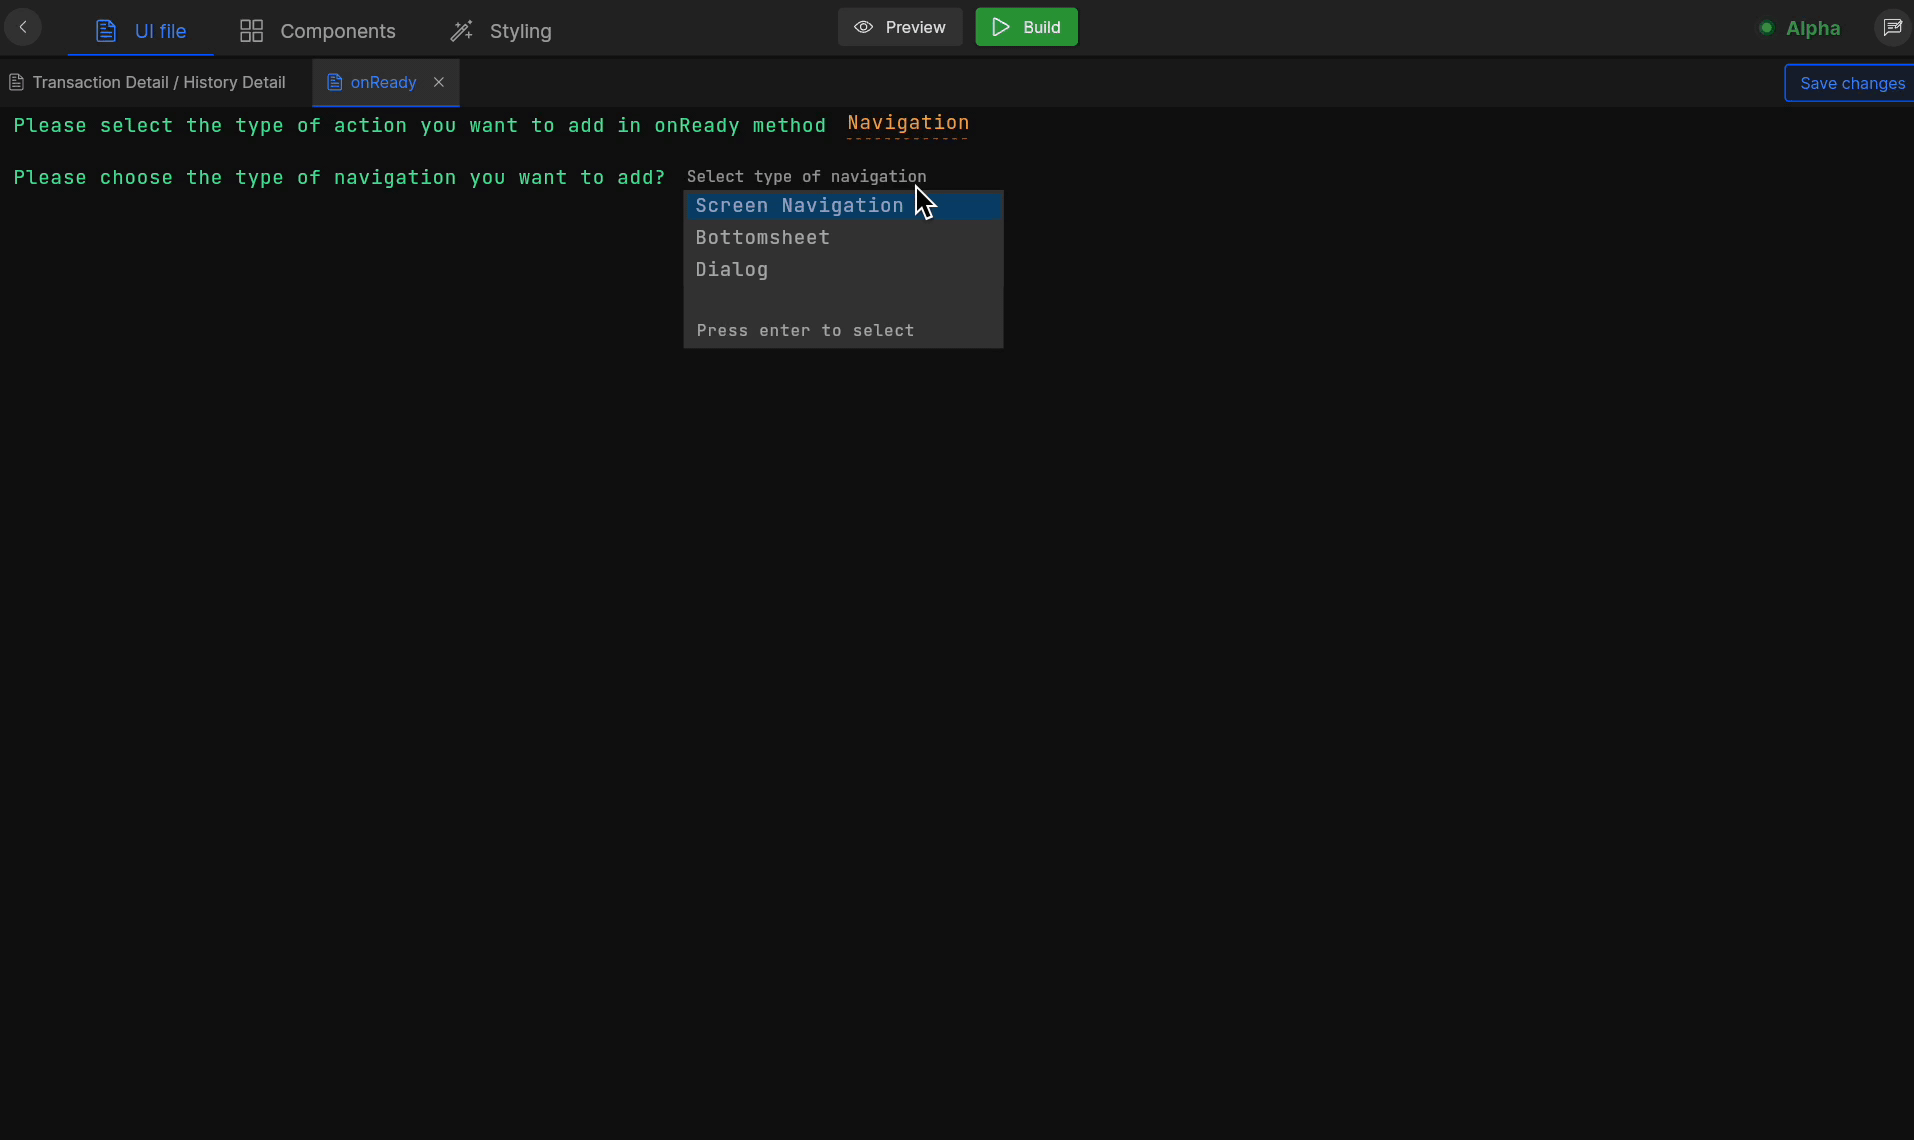 UI file Components Styling Preview Build Alpha
Transaction Detail / History Detail onReady Save changes
Please select the type of action you want to add in onReady method Navigation
Please choose the type of navigation you want to add? Select type of navigation
Screen Navigation
Bottomsheet
Dialog
Press enter to select